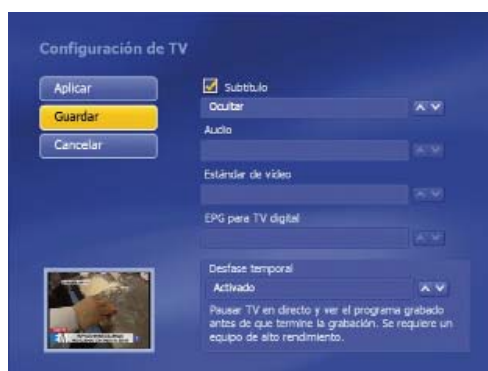 Configuración de TV
Aplicar
Guardar
Cancelar
Subtítulo
Ocultar
Audio
Estándar de vídeo
EPG para TV digital
Desfase temporal
Activado
Pausar TV en directo y ver el programa grabado
antes de que termine la grabación. Se requiere un
equipo de alto rendimiento.